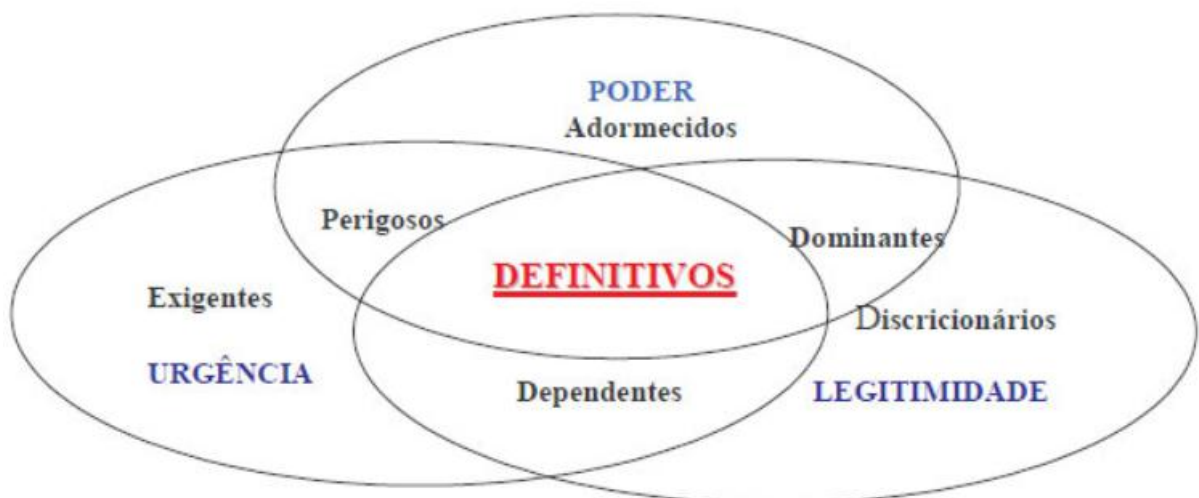 PODER
Adormecidos
Perigosos
Dominantes
DEFINITIVOS
Exigentes
Discricionários
URGÊNCIA
Dependentes
LEGITIMIDADE